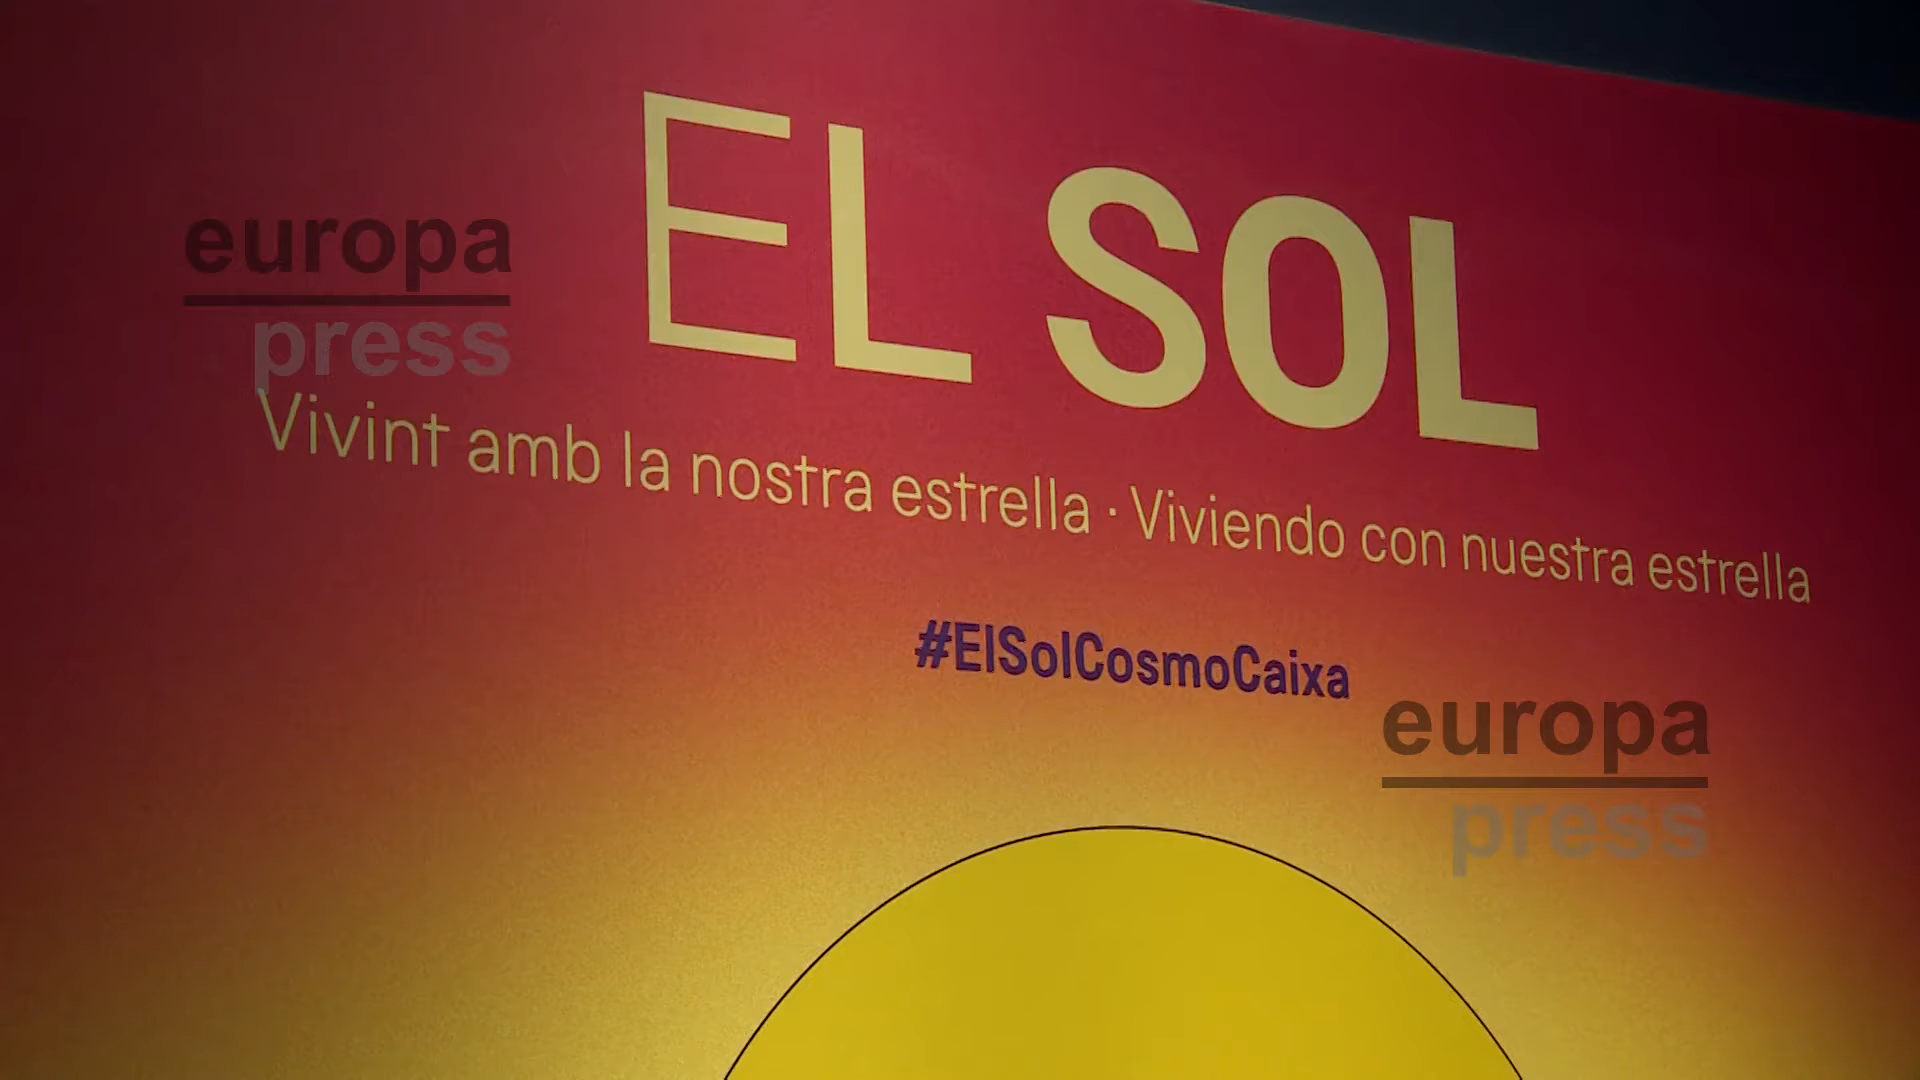 EL SOL
europa
press
Vivint amb la nostra estrella · Viviendo con nuestra estrella
#ElSolCosmoCaixa
europa
press